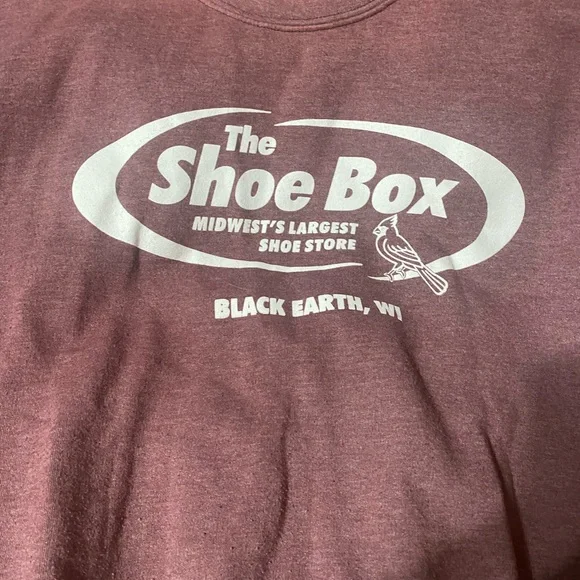 The
Shoe Box
MIDWEST'S LARGEST
SHOE STORE
BLACK EARTH, WI